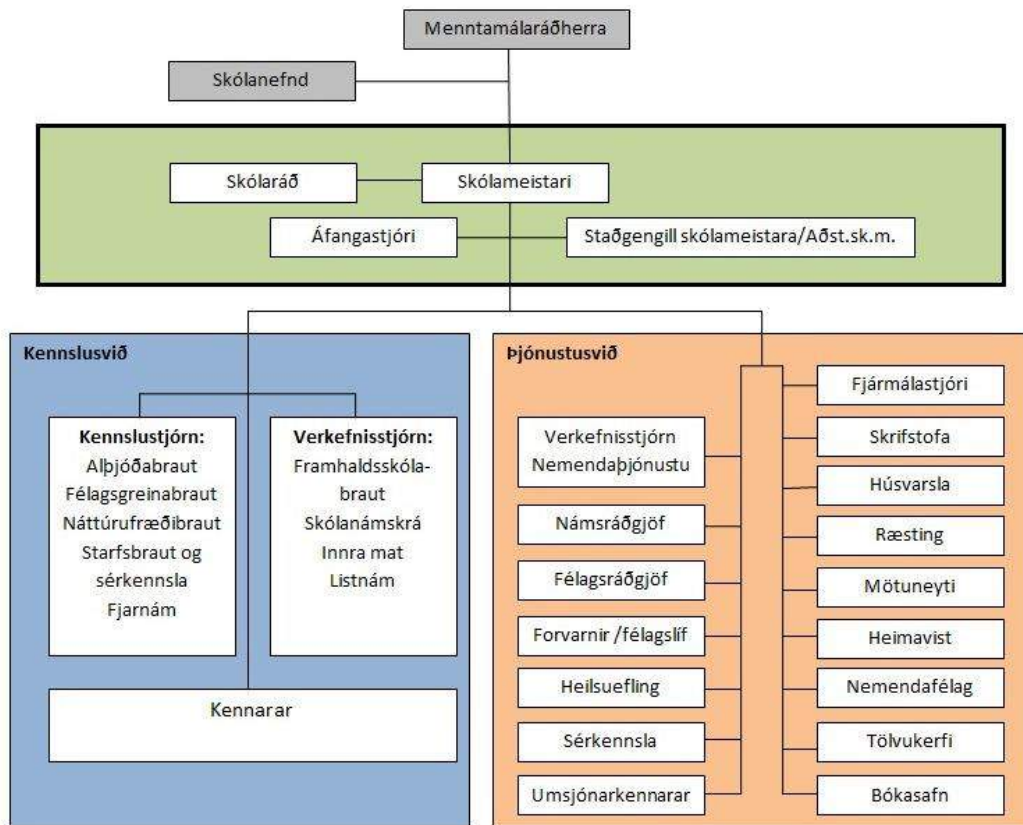 Menntamálaráðherra
Skólanefnd
Skólaráð
Skólameistari
Áfangastjóri
Staðgengill skólameistara/Aðst.sk.m.
Kennslusvið
Kennslustjórn:
Alþjóðabraut
Félagsgreinabraut
Náttúrufræðibraut
Starfsbraut og
sérkennsla
Fjarnám
Verkefnisstjórn:
Framhaldsskóla-
braut
Skólanámskrá
Innra mat
Listnám
Kennarar
Þjónustusvið
Verkefnisstjórn
Nemendaþjónustu
Námsráðgjöf
Félagsráðgjöf
Forvarnir /félagslíf
Heilsuefling
Sérkennsla
Umsjónarkennarar
Fjármálastjóri
Skrifstofa
Húsvarsla
Ræsting
Mötuneyti
Heimavist
Nemendafélag
Tölvukerfi
Bókasafn